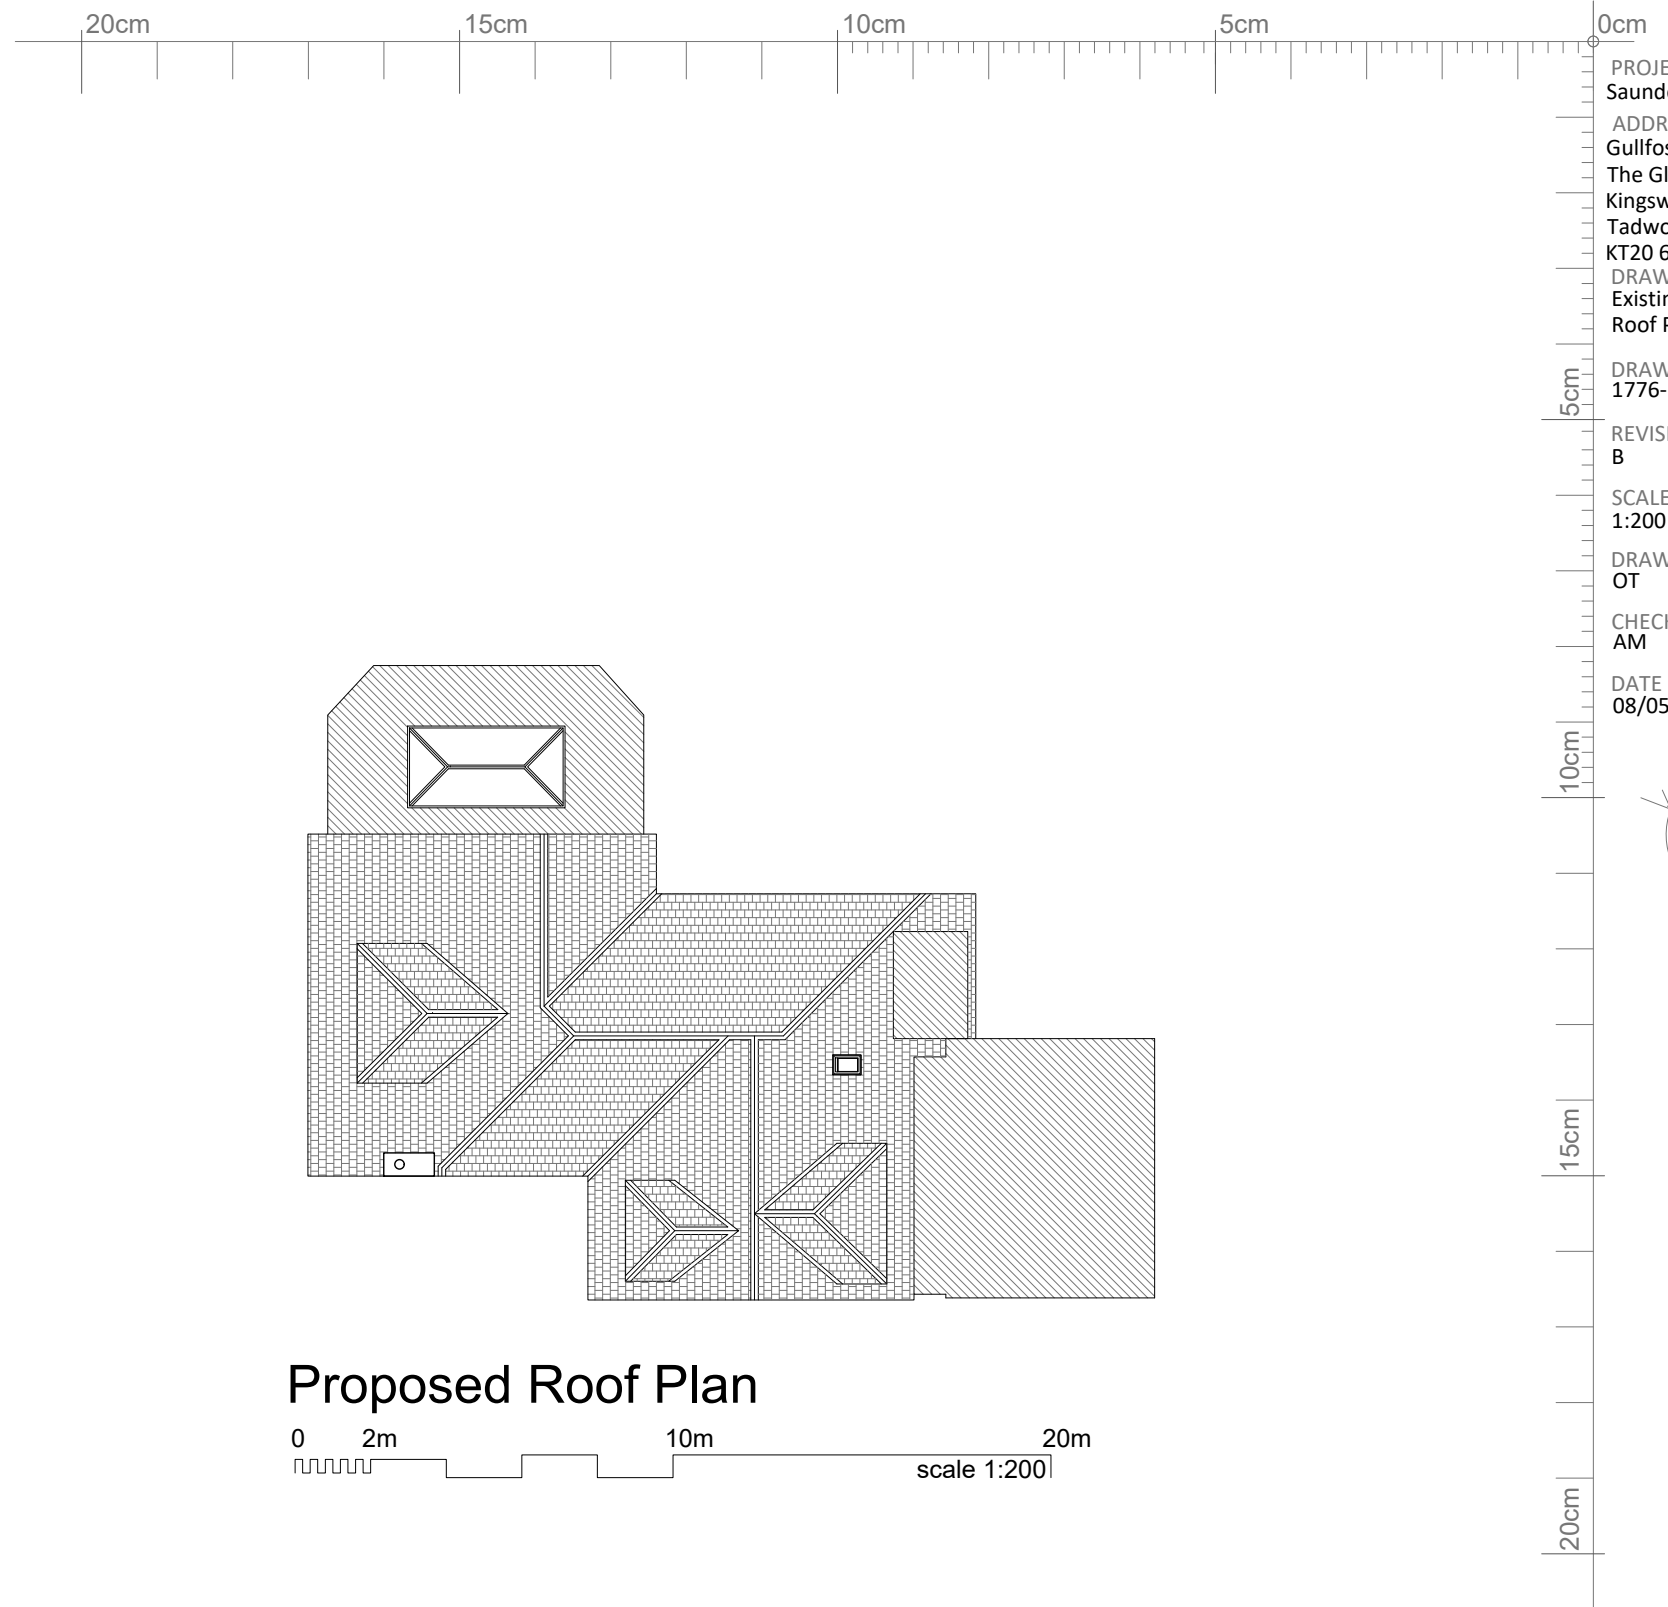 20cm 15cm 10cm 5cm 0cm
PROJE
Saund
ADDR
Gullfos
The Gl
Kingsw
Tadwo
KT20 6
DRAW
Existin
Roof P
DRAW
1776-
REVIS
B
SCALE
1:200
DRAW
OT
CHECK
AM
DATE
08/05
5cm
10cm
15cm
20cm
Proposed Roof Plan
0 2m 10m 20m
scale 1:200